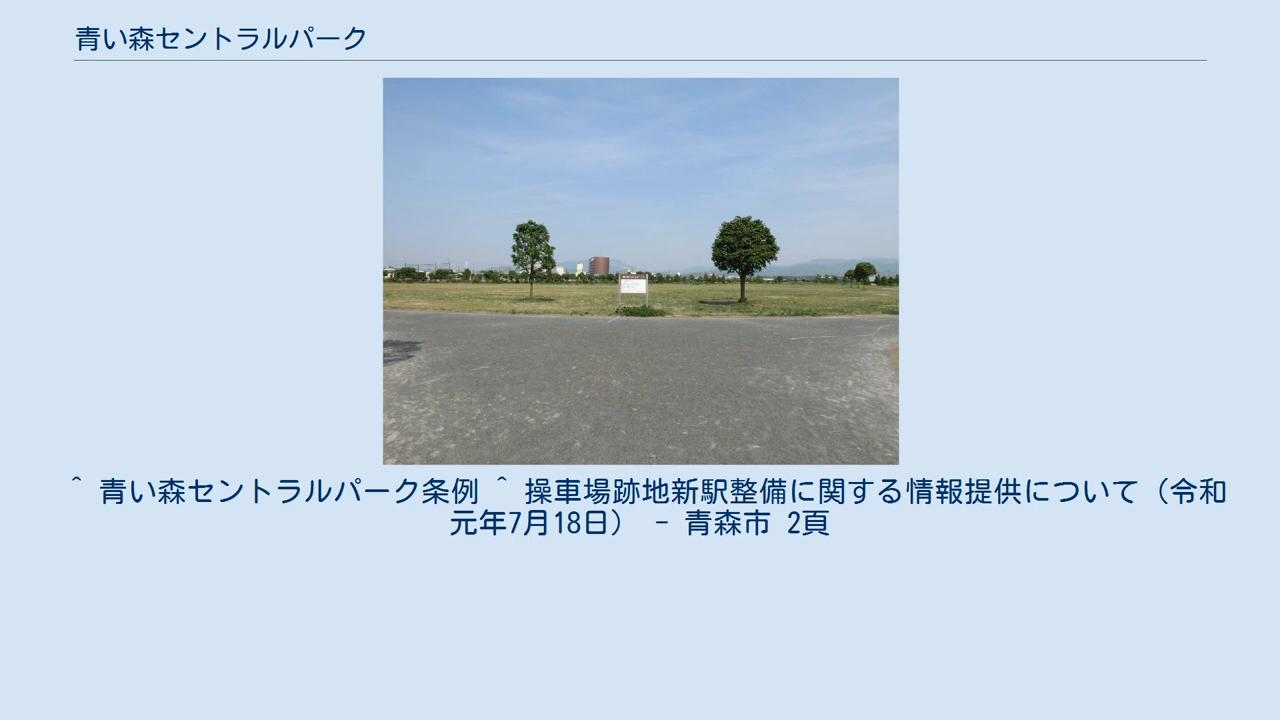 青い森セントラルパーク
^ 青い森セントラルパーク条例 ^ 操車場跡地新駅整備に関する情報提供について（令和
元年7月18日） - 青森市 2頁